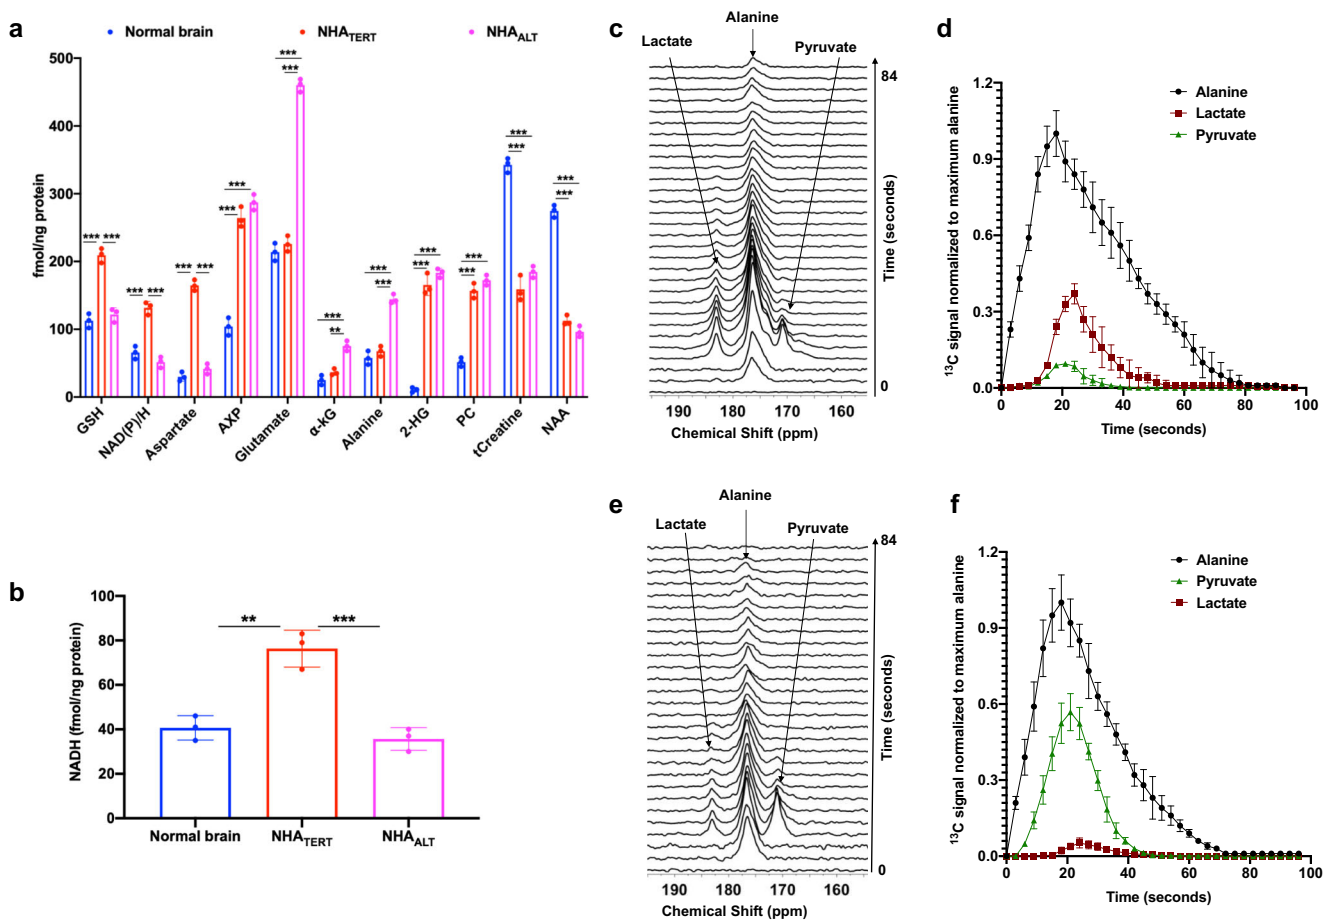 a
Normal brain
NHATERT
NHAALT
fmol/ng protein
500
400
300
200
100
0
*** ***
*** ***
*** ***
***
***
***
***
***
**
***
***
***
***
***
***
***
***
***
***
GSH
NAD(P)/H
Aspartate
AXP
Glutamate
α-kG
Alanine
2-HG
PC
tCreatine
NAA
b
NADH (fmol/ng protein)
100
80
60
40
20
0
** ***
Normal brain
NHATERT
NHAALT
c
Alanine
Lactate
Pyruvate
84
Time (seconds)
0
190 180 170 160
Chemical Shift (ppm)
d
13C signal normalized to maximum alanine
1.2
0.9
0.6
0.3
0.0
Alanine
Lactate
Pyruvate
0 20 40 60 80 100
Time (seconds)
e
Alanine
Lactate
Pyruvate
84
Time (seconds)
0
190 180 170 160
Chemical Shift (ppm)
f
13C signal normalized to maximum alanine
1.2
0.9
0.6
0.3
0.0
Alanine
Pyruvate
Lactate
0 20 40 60 80 100
Time (seconds)